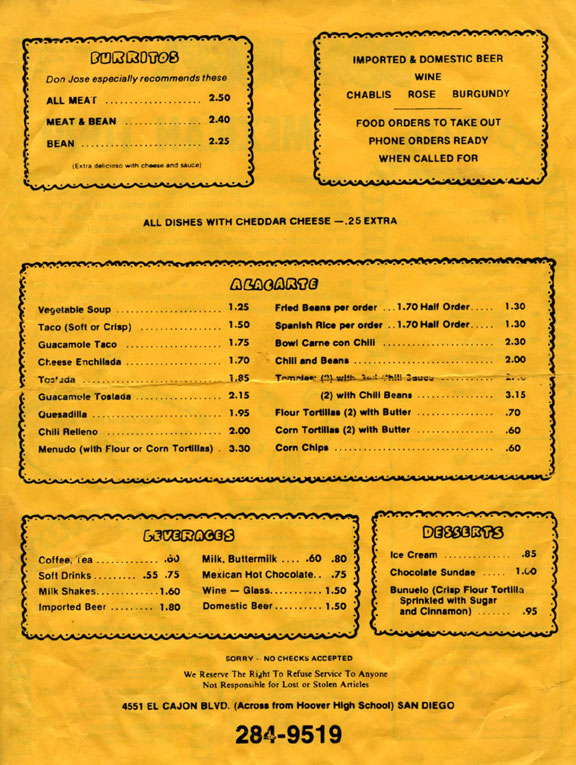 BURRITOS
Don Jose especially recommends these
ALL MEAT ........................ 2.50
MEAT & BEAN .................. 2.40
BEAN ............................. 2.25
(Extra delicioso with cheese and sauce)
IMPORTED & DOMESTIC BEER
WINE
CHABLIS ROSE BURGUNDY
FOOD ORDERS TO TAKE OUT
PHONE ORDERS READY
WHEN CALLED FOR
ALL DISHES WITH CHEDDAR CHEESE —.25 EXTRA
ALACARTE
Vegetable Soup ........................ 1.25
Taco (Soft or Crisp) .................. 1.50
Guacamole Taco ...................... 1.75
Cheese Enchilada .................... 1.70
Tostada ................................. 1.85
Guacamole Tostada .................. 2.15
Quesadilla .............................. 1.95
Chili Relleno ........................... 2.00
Menudo (with Flour or Corn Tortillas) . 3.30
Fried Beans per order ...1.70 Half Order..... 1.30
Spanish Rice per order ..1.70 Half Order..... 1.30
Bowl Carne con Chili ........................ 2.30
Chili and Beans .............................. 2.00
(2) with Red Chili Sauce
(2) with Chili Beans .................... 3.15
Flour Tortillas (2) with Butter ............... .70
Corn Tortillas (2) with Butter ............... .60
Corn Chips ................................... .60
BEVERAGES
Coffee, Tea ............ .60
Soft Drinks ......... .55 .75
Milk Shakes............ 1.60
Imported Beer ......... 1.80
Milk, Buttermilk .... .60 .80
Mexican Hot Chocolate.. .75
Wine — Glass........... 1.50
Domestic Beer.......... 1.50
DESSERTS
Ice Cream .............. .85
Chocolate Sundae ..... 1.00
Bunuelo (Crisp Flour Tortilla
Sprinkled with Sugar
and Cinnamon) ....... .95
SORRY — NO CHECKS ACCEPTED
We Reserve The Right To Refuse Service To Anyone
Not Responsible for Lost or Stolen Articles
4551 EL CAJON BLVD. (Across from Hoover High School) SAN DIEGO
284-9519